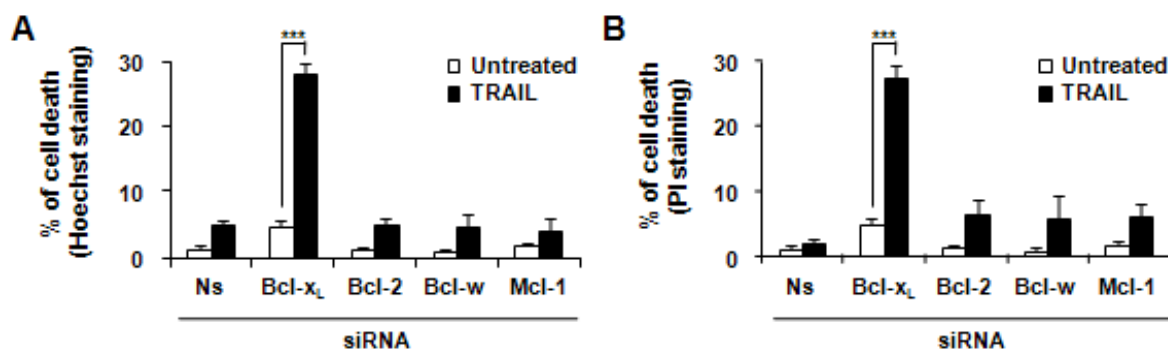 A
% of cell death
(Hoechst staining)
30
20
10
0
***
Untreated
TRAIL
Ns Bcl-xL Bcl-2 Bcl-w Mcl-1
siRNA
B
% of cell death
(PI staining)
30
20
10
0
***
Untreated
TRAIL
Ns Bcl-xL Bcl-2 Bcl-w Mcl-1
siRNA